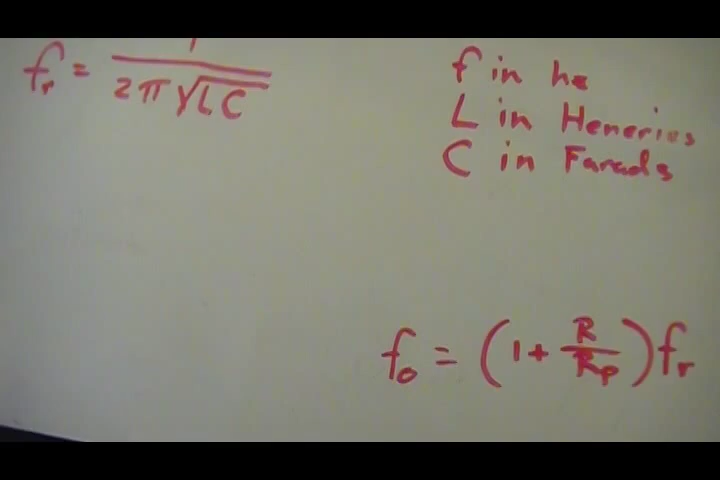 fr = 1 / 2π√LC
f in hz
L in Heneries
C in Farads
fo = (1 + R/Rp) fr